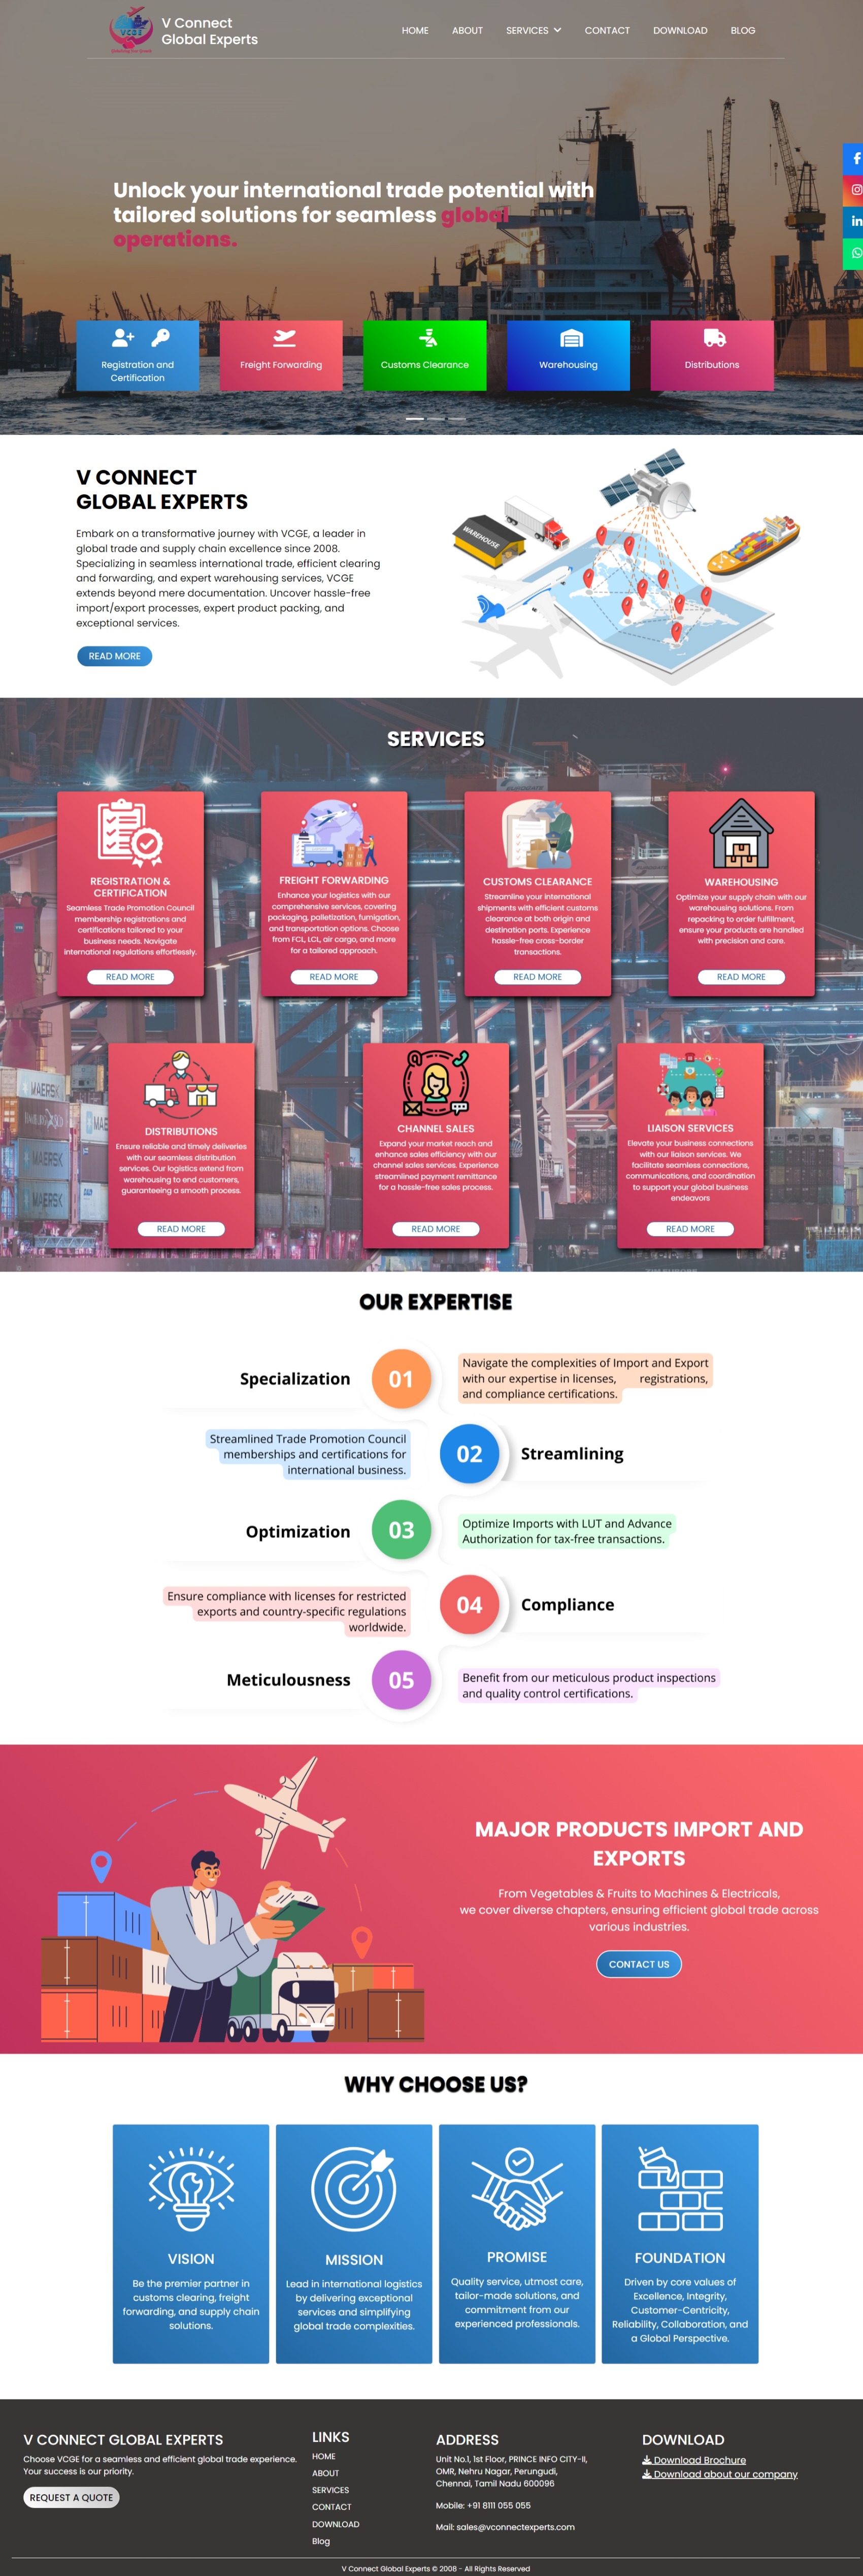 VCGE
V Connect
Global Experts
HOME
ABOUT
SERVICES
CONTACT
DOWNLOAD
BLOG
Unlock your international trade potential with
tailored solutions for seamless global
operations.
Registration and
Certification
Freight Forwarding
Customs Clearance
Warehousing
Distributions
V CONNECT
GLOBAL EXPERTS
Embark on a transformative journey with VCGE, a leader in
global trade and supply chain excellence since 2008.
Specializing in seamless international trade, efficient clearing
and forwarding, and expert warehousing services, VCGE
extends beyond mere documentation. Uncover hassle-free
import/export processes, expert product packing, and
exceptional services.
READ MORE
WAREHOUSE
SERVICES
REGISTRATION &
CERTIFICATION
Seamless Trade Promotion Council
membership registrations and
certifications tailored to your
business needs. Navigate
international regulations effortlessly.
READ MORE
FREIGHT FORWARDING
Enhance your logistics with our
comprehensive services, covering
packaging, palletization, fumigation,
and transportation options. Choose
from FCL, LCL, air cargo, and more
for a tailored approach.
READ MORE
CUSTOMS CLEARANCE
Streamline your international
shipments with efficient customs
clearance at both origin and
destination ports. Experience
hassle-free cross-border
transactions.
READ MORE
WAREHOUSING
Optimize your supply chain with our
warehousing solutions. From
repacking to order fulfillment,
ensure your products are handled
with precision and care.
READ MORE
MAERSK
MAERSK
MAERSK
DISTRIBUTIONS
Ensure reliable and timely deliveries
with our seamless distribution
services. Our logistics extend from
warehousing to end customers,
guaranteeing a smooth process.
READ MORE
CHANNEL SALES
Expand your market reach and
enhance sales efficiency with our
channel sales services. Experience
streamlined payment remittance
for a hassle-free sales process.
READ MORE
LIAISON SERVICES
Elevate your business connections
with our liaison services. We
facilitate seamless connections,
communications, and coordination
to support your global business
endeavors
READ MORE
OUR EXPERTISE
Specialization
01
Navigate the complexities of Import and Export
with our expertise in licenses, registrations,
and compliance certifications.
Streamlined Trade Promotion Council
memberships and certifications for
international business.
02
Streamlining
Optimization
03
Optimize Imports with LUT and Advance
Authorization for tax-free transactions.
Ensure compliance with licenses for restricted
exports and country-specific regulations
worldwide.
04
Compliance
Meticulousness
05
Benefit from our meticulous product inspections
and quality control certifications.
MAJOR PRODUCTS IMPORT AND
EXPORTS
From Vegetables & Fruits to Machines & Electricals,
we cover diverse chapters, ensuring efficient global trade across
various industries.
CONTACT US
WHY CHOOSE US?
VISION
Be the premier partner in
customs clearing, freight
forwarding, and supply chain
solutions.
MISSION
Lead in international logistics
by delivering exceptional
services and simplifying
global trade complexities.
PROMISE
Quality service, utmost care,
tailor-made solutions, and
commitment from our
experienced professionals.
FOUNDATION
Driven by core values of
Excellence, Integrity,
Customer-Centricity,
Reliability, Collaboration, and
a Global Perspective.
V CONNECT GLOBAL EXPERTS
Choose VCGE for a seamless and efficient global trade experience.
Your success is our priority.
REQUEST A QUOTE
LINKS
HOME
ABOUT
SERVICES
CONTACT
DOWNLOAD
Blog
ADDRESS
Unit No.1, 1st Floor, PRINCE INFO CITY-II,
OMR, Nehru Nagar, Perungudi,
Chennai, Tamil Nadu 600096
Mobile: +91 8111 055 055
Mail: sales@vconnectexperts.com
DOWNLOAD
Download Brochure
Download about our company
V Connect Global Experts © 2008 - All Rights Reserved